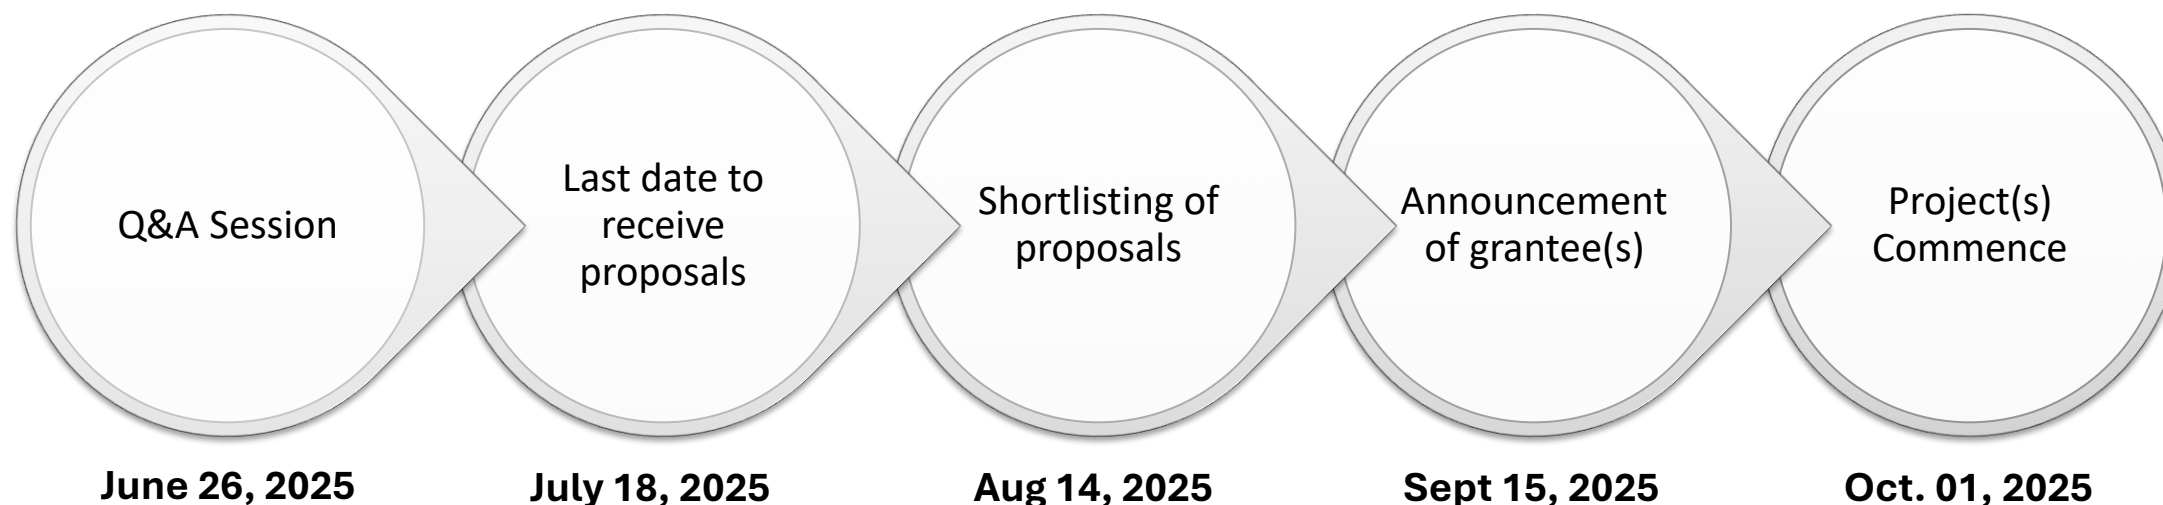 Q&A Session
Last date to
receive
proposals
Shortlisting of
proposals
Announcement
of grantee(s)
Project(s)
Commence
June 26, 2025
July 18, 2025
Aug 14, 2025
Sept 15, 2025
Oct. 01, 2025